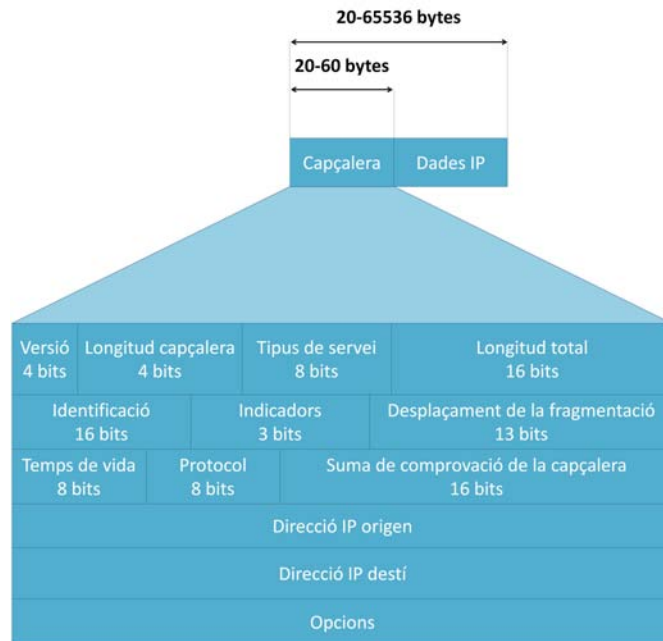 20-65536 bytes
20-60 bytes
Capçalera Dades IP
Versió Longitud capçalera Tipus de servei Longitud total
4 bits 4 bits 8 bits 16 bits
Identificació Indicadors Desplaçament de la fragmentació
16 bits 3 bits 13 bits
Temps de vida Protocol Suma de comprovació de la capçalera
8 bits 8 bits 16 bits
Direcció IP origen
Direcció IP destí
Opcions